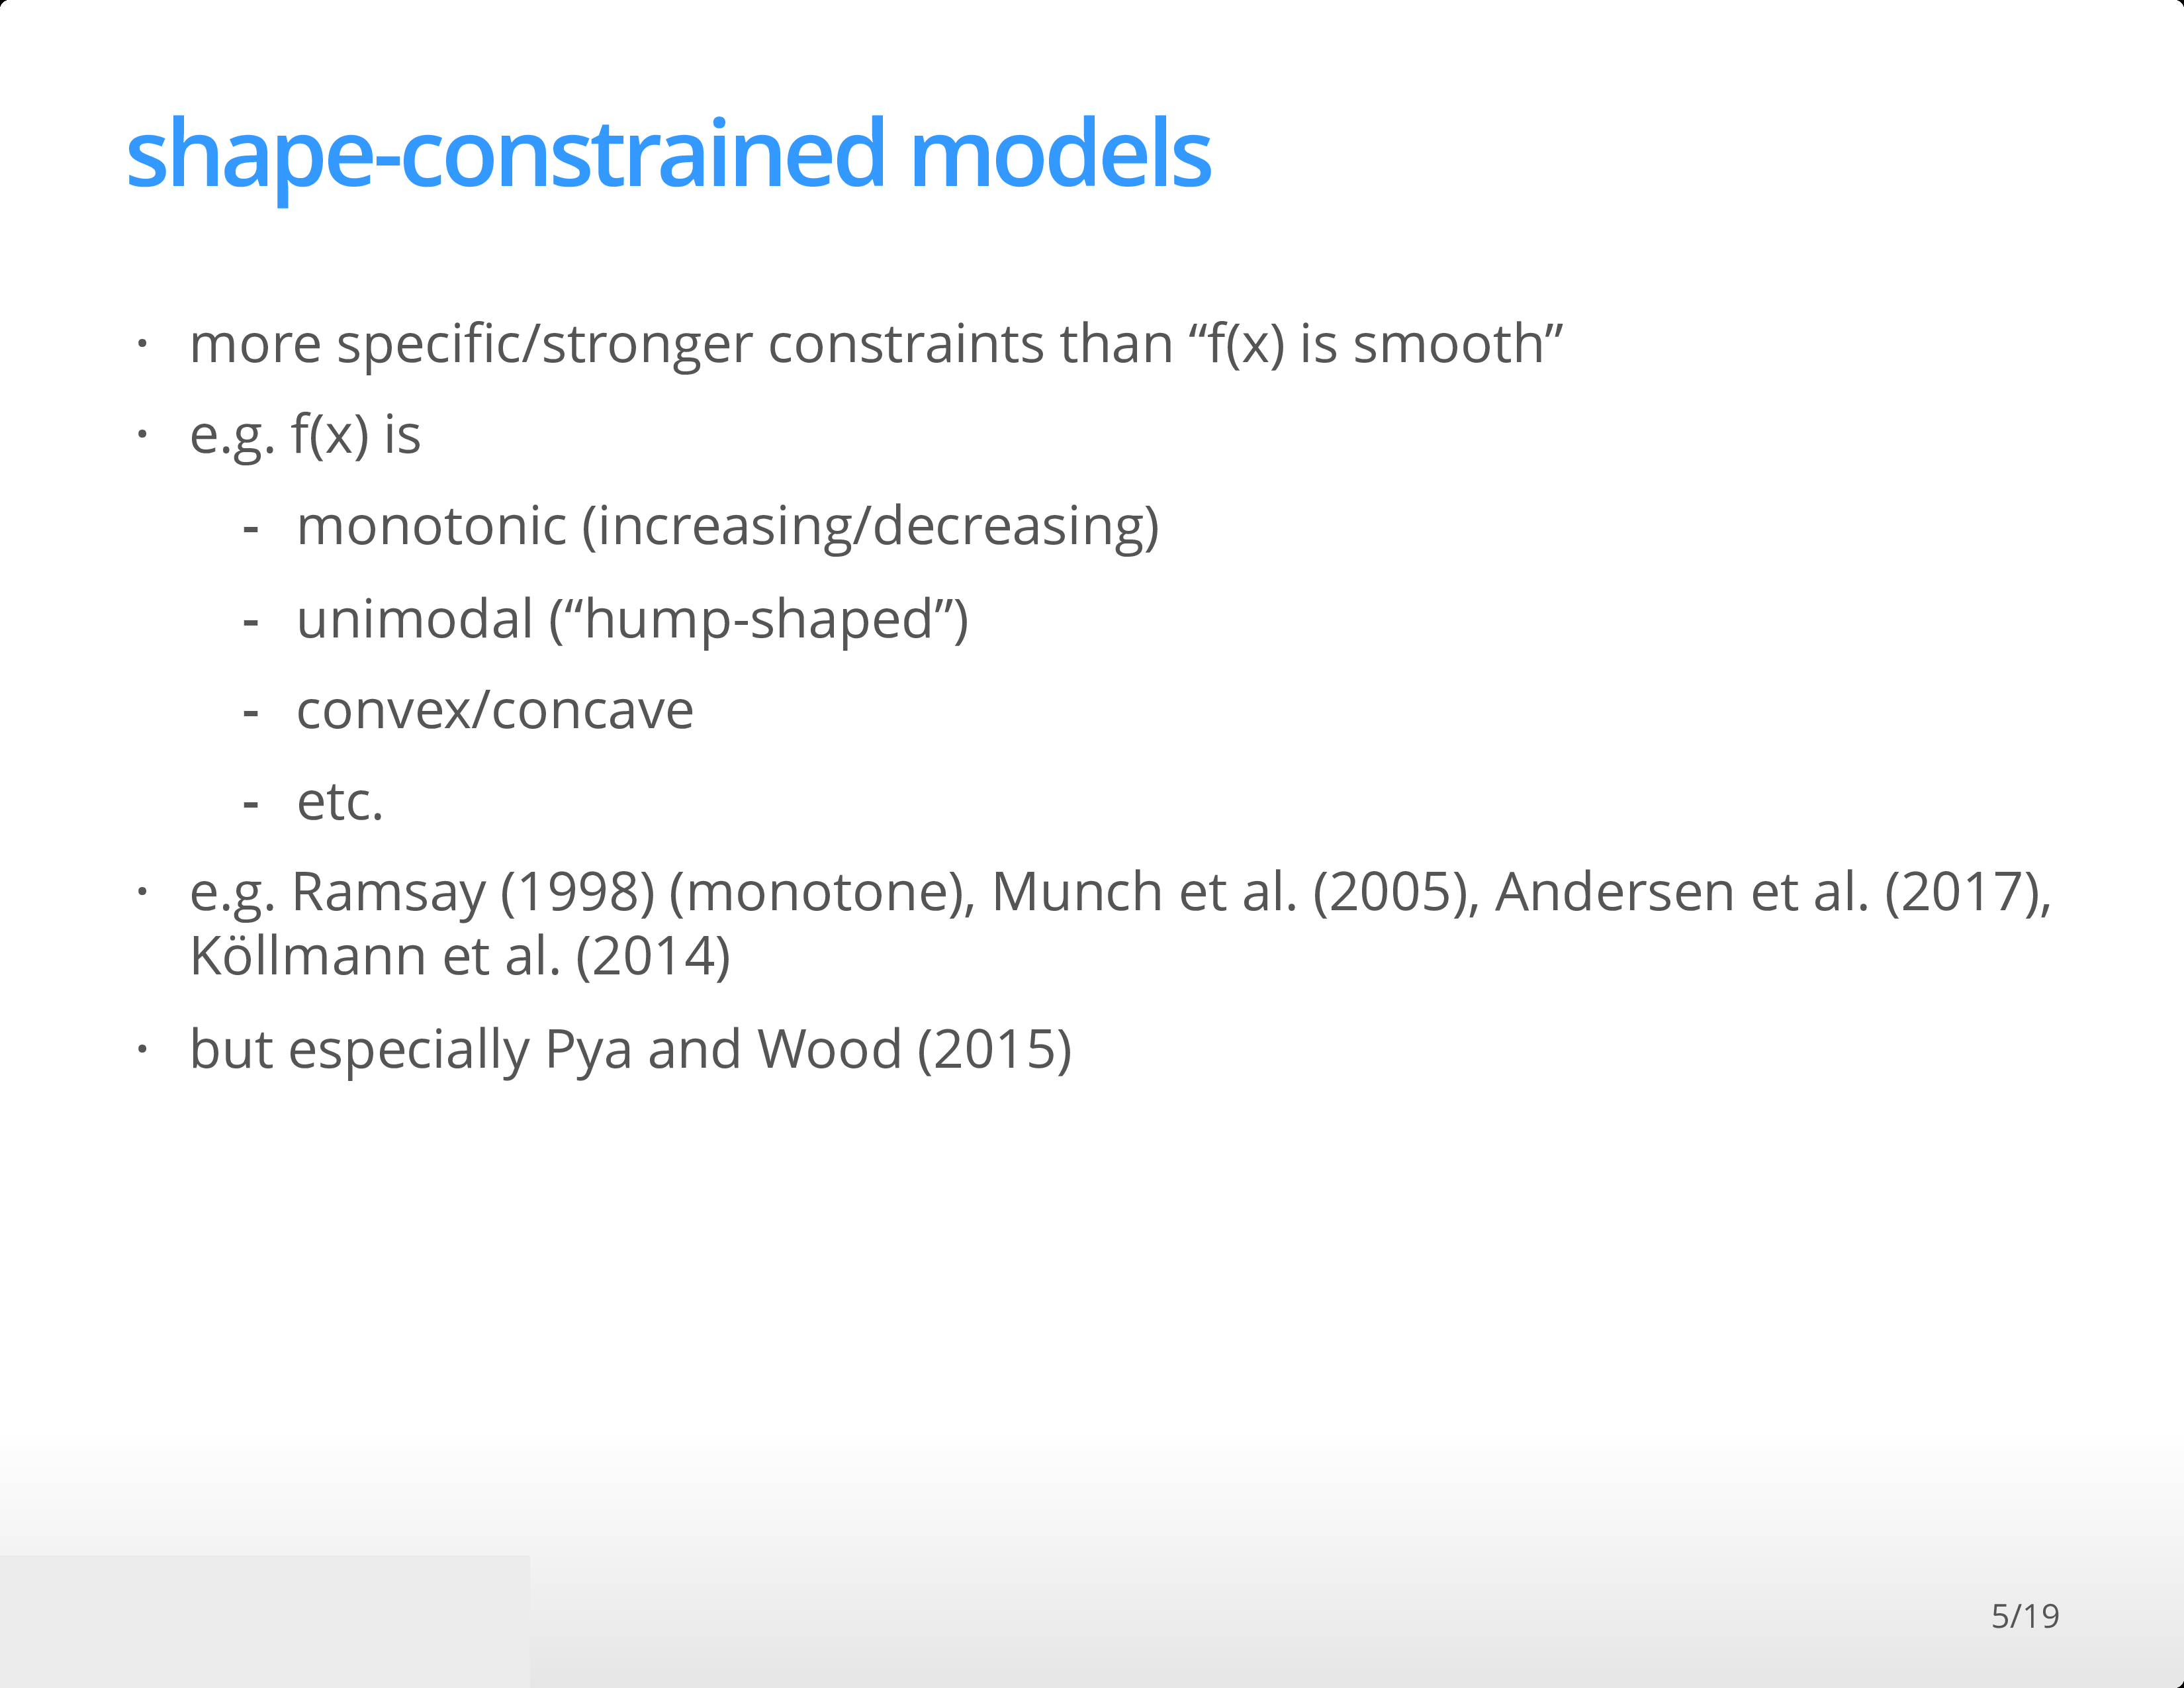 shape-constrained models
• more specific/stronger constraints than “f(x) is smooth”
• e.g. f(x) is
- monotonic (increasing/decreasing)
- unimodal (“hump-shaped”)
- convex/concave
- etc.
• e.g. Ramsay (1998) (monotone), Munch et al. (2005), Andersen et al. (2017),
Köllmann et al. (2014)
• but especially Pya and Wood (2015)
5/19